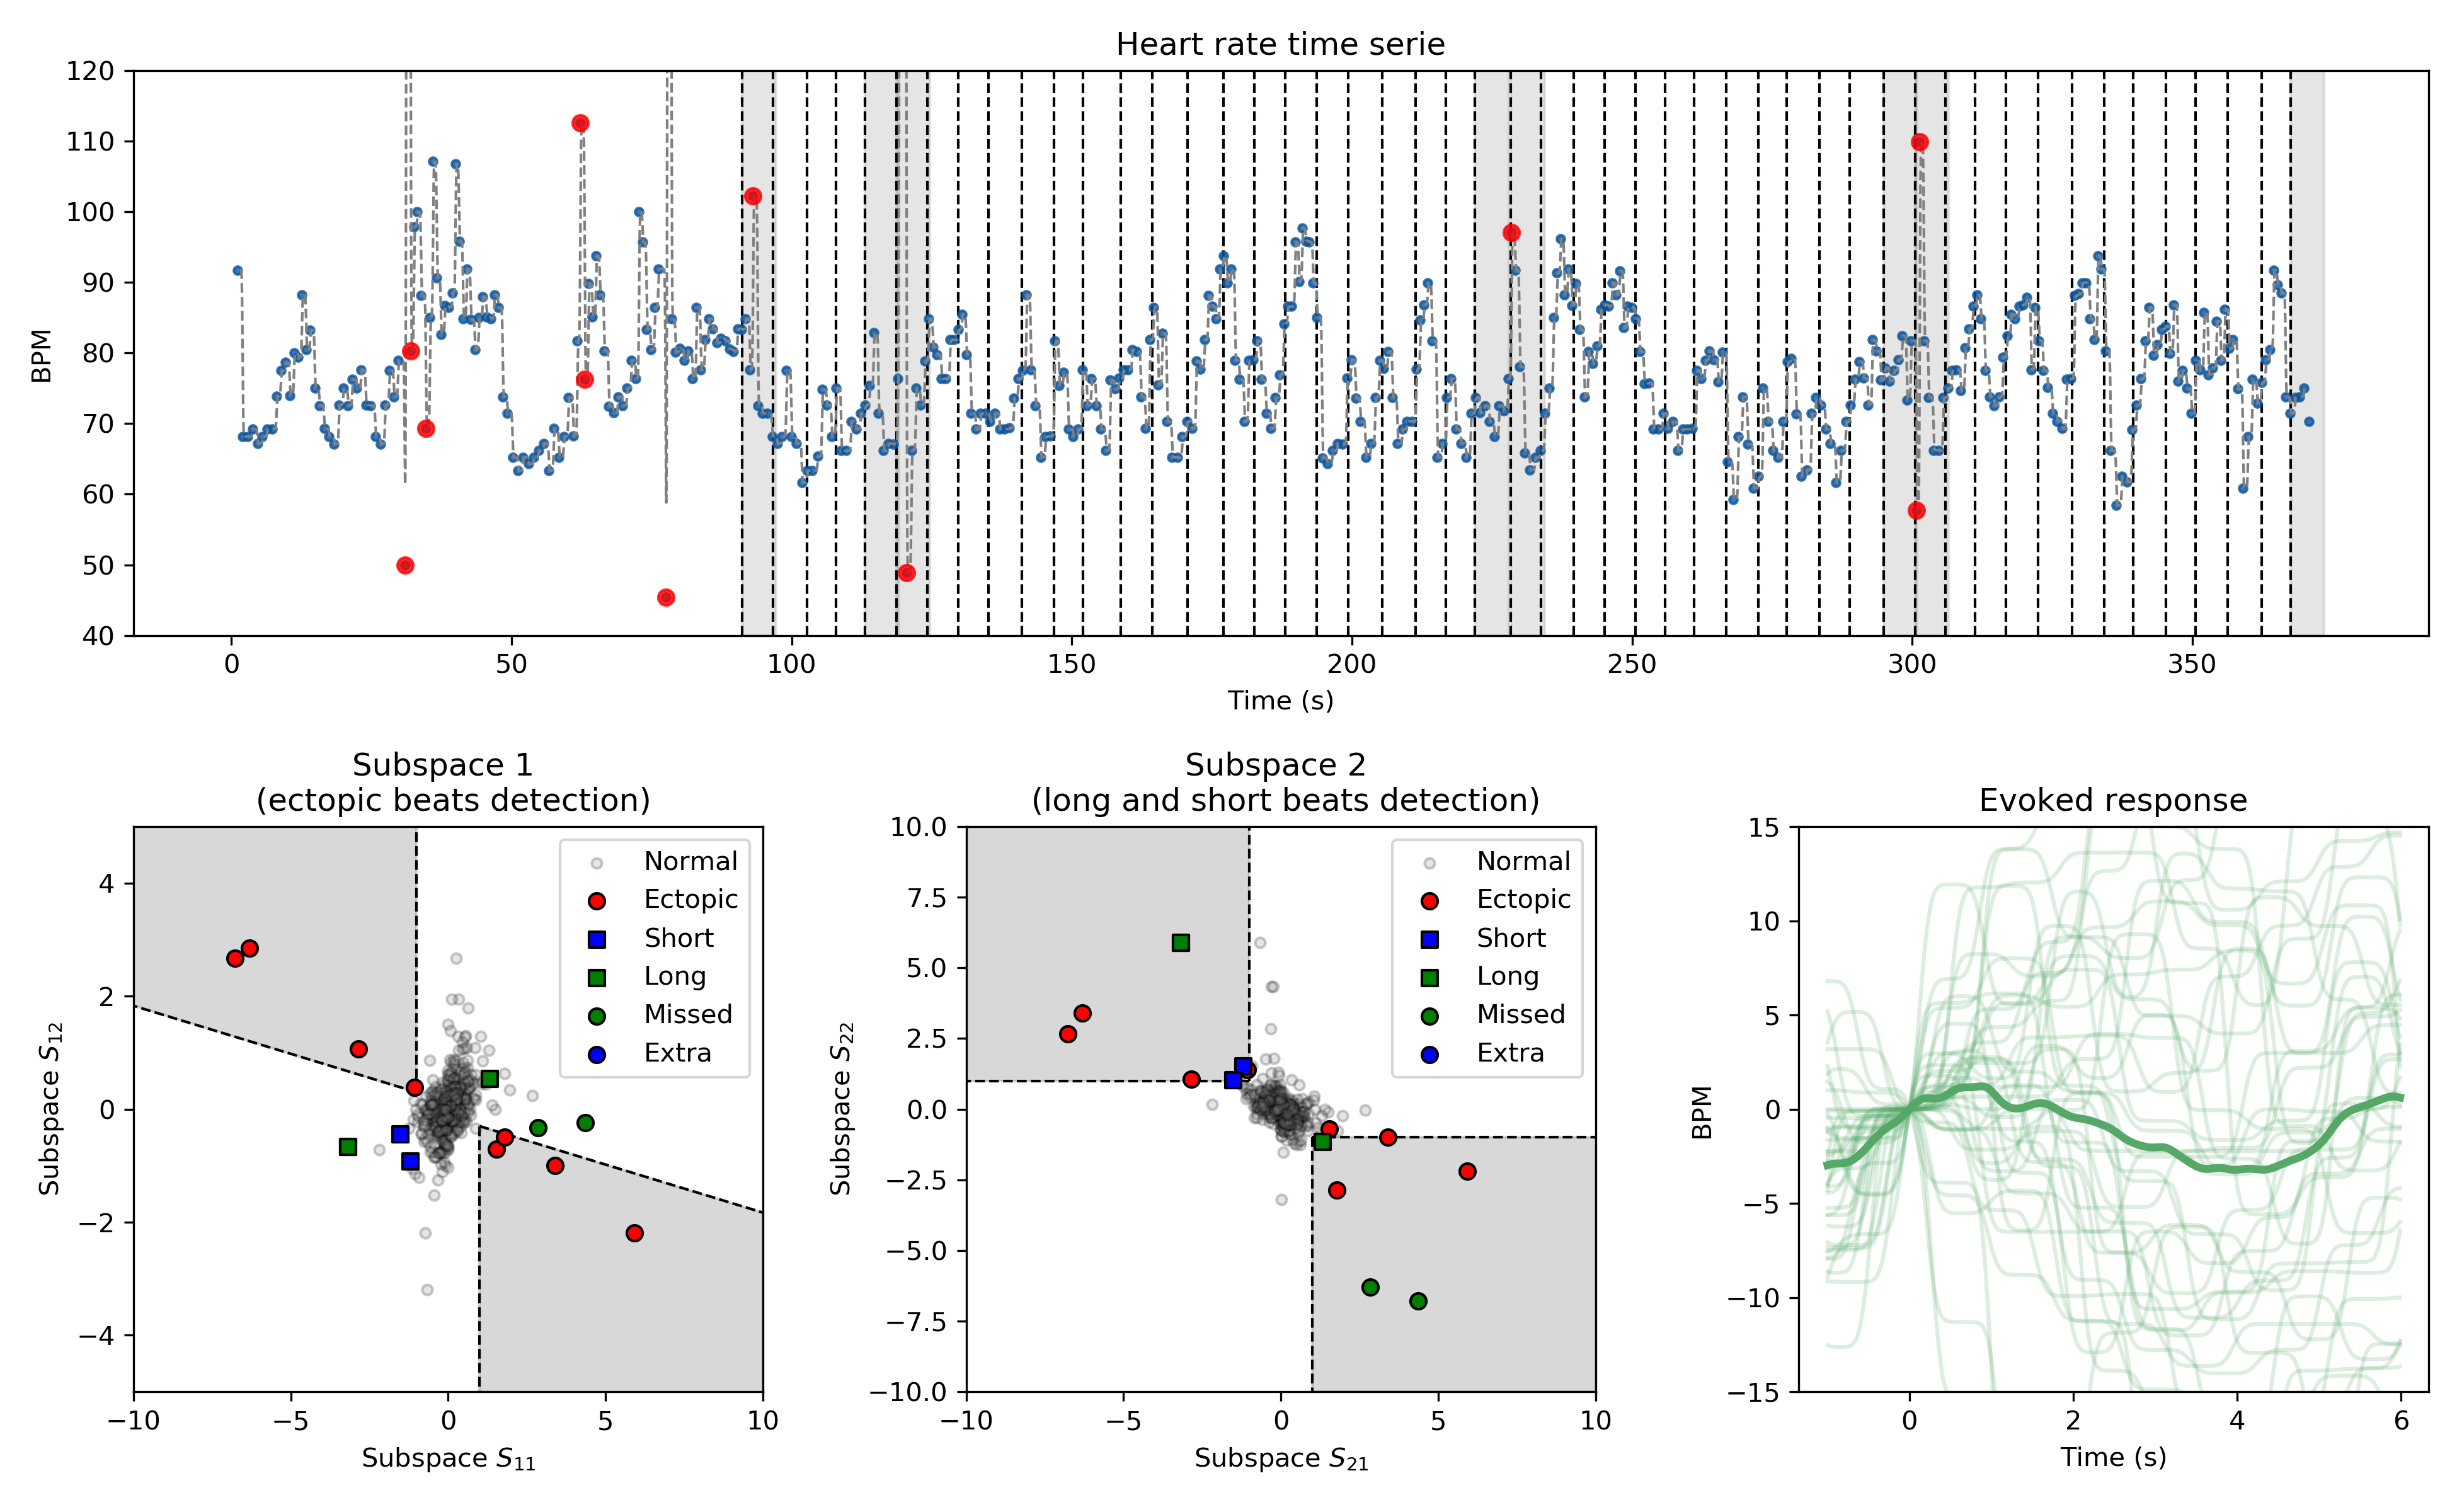 Heart rate time serie
120
110
100
90
80
70
60
50
40
BPM
0 50 100 150 200 250 300 350
Time (s)
Subspace 1
(ectopic beats detection)
4
2
0
−2
−4
Subspace S₁₂
Normal
Ectopic
Short
Long
Missed
Extra
−10 −5 0 5 10
Subspace S₁₁
Subspace 2
(long and short beats detection)
10.0
7.5
5.0
2.5
0.0
−2.5
−5.0
−7.5
−10.0
Subspace S₂₂
Normal
Ectopic
Short
Long
Missed
Extra
−10 −5 0 5 10
Subspace S₂₁
Evoked response
15
10
5
0
−5
−10
−15
BPM
0 2 4 6
Time (s)